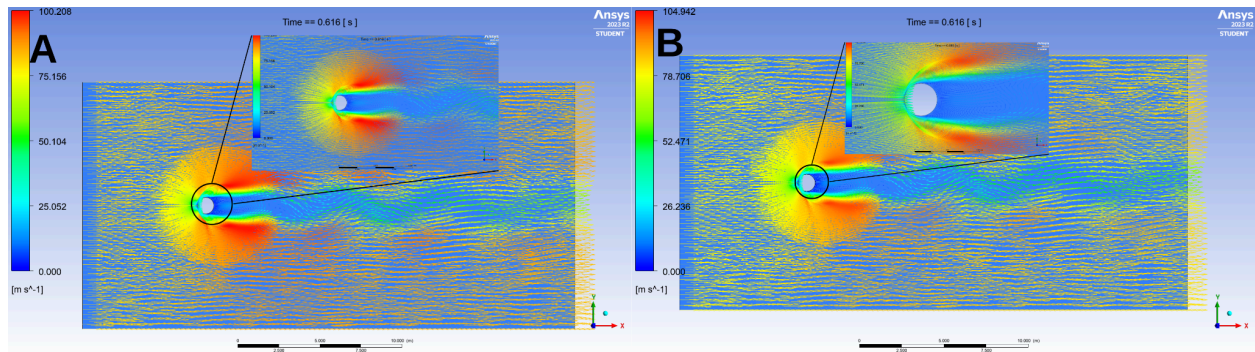 A
100.208
75.156
50.104
25.052
0.000
[m s^-1]
Time == 0.616 [ s ]
Ansys
2023 R2
STUDENT
Y
X
0
5.000
10.000 (m)
2.500
7.500
B
104.942
78.706
52.471
26.236
0.000
[m s^-1]
Time == 0.616 [ s ]
Ansys
2023 R2
STUDENT
Y
X
0
5.000
10.000 (m)
2.500
7.500